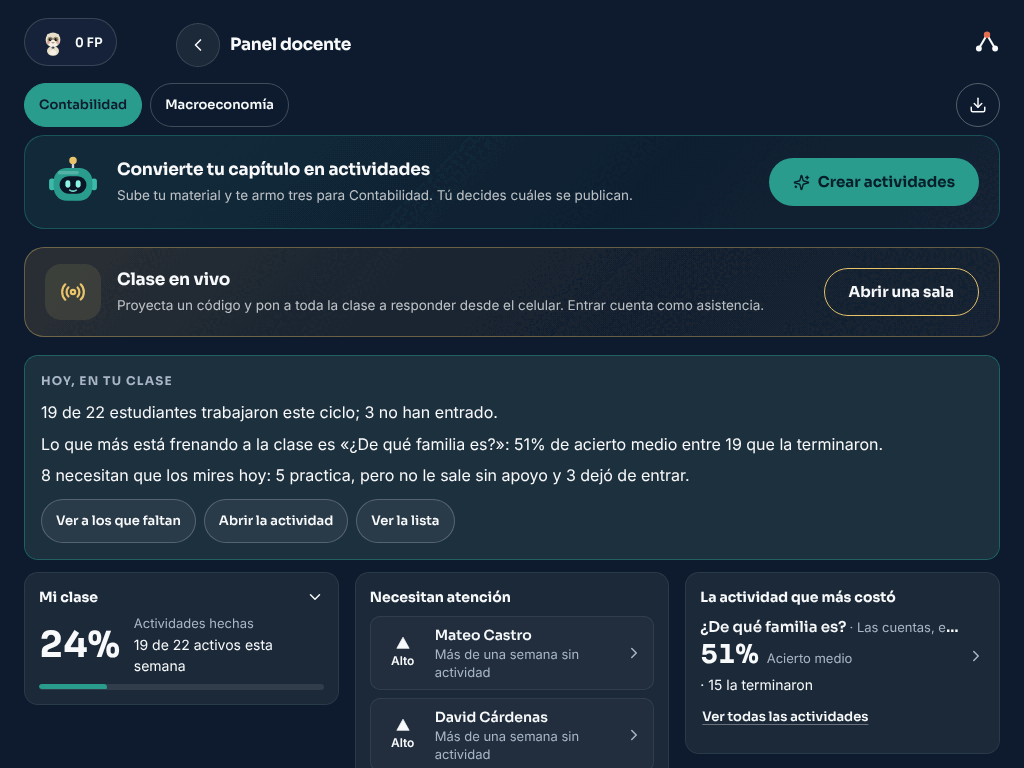 0 FP
Panel docente
Contabilidad
Macroeconomía
Convierte tu capítulo en actividades
Sube tu material y te armo tres para Contabilidad. Tú decides cuáles se publican.
Crear actividades
Clase en vivo
Proyecta un código y pon a toda la clase a responder desde el celular. Entrar cuenta como asistencia.
Abrir una sala
HOY, EN TU CLASE
19 de 22 estudiantes trabajaron este ciclo; 3 no han entrado.
Lo que más está frenando a la clase es «¿De qué familia es?»: 51% de acierto medio entre 19 que la terminaron.
8 necesitan que los mires hoy: 5 practica, pero no le sale sin apoyo y 3 dejó de entrar.
Ver a los que faltan
Abrir la actividad
Ver la lista
Mi clase
24%
Actividades hechas
19 de 22 activos esta
semana
Necesitan atención
Alto
Mateo Castro
Más de una semana sin
actividad
Alto
David Cárdenas
Más de una semana sin
actividad
La actividad que más costó
¿De qué familia es? · Las cuentas, e...
51% Acierto medio
· 15 la terminaron
Ver todas las actividades